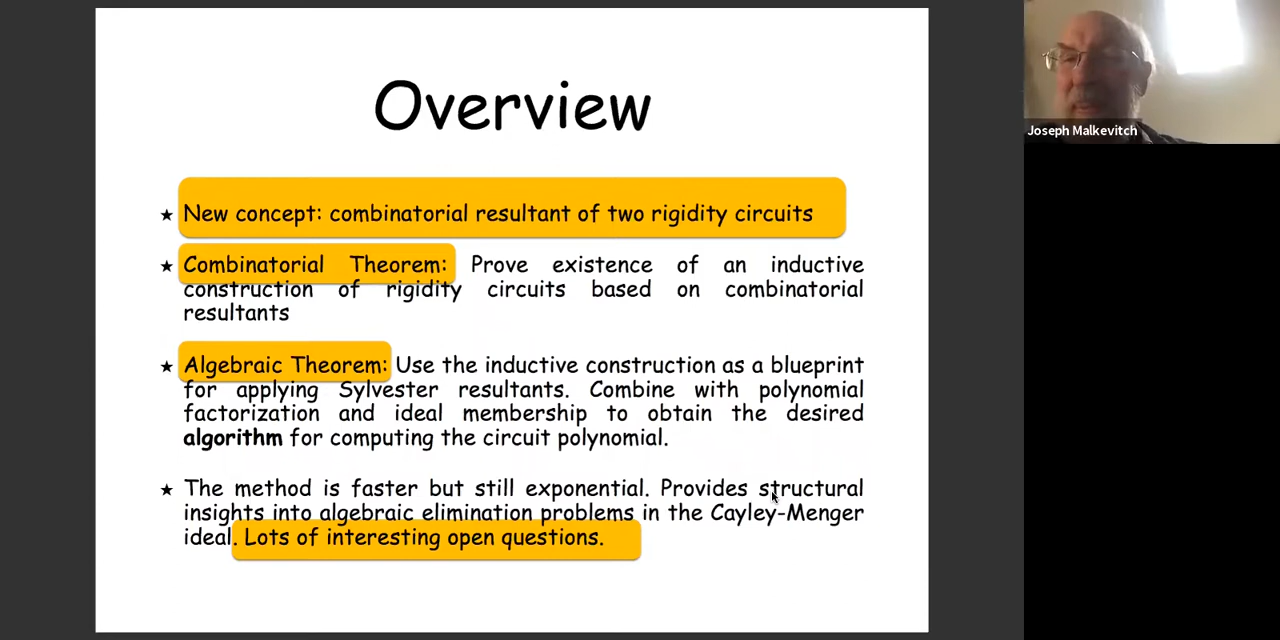 Overview
Joseph Malkevitch
★ New concept: combinatorial resultant of two rigidity circuits
★ Combinatorial Theorem: Prove existence of an inductive
construction of rigidity circuits based on combinatorial
resultants
★ Algebraic Theorem: Use the inductive construction as a blueprint
for applying Sylvester resultants. Combine with polynomial
factorization and ideal membership to obtain the desired
algorithm for computing the circuit polynomial.
★ The method is faster but still exponential. Provides structural
insights into algebraic elimination problems in the Cayley-Menger
ideal. Lots of interesting open questions.